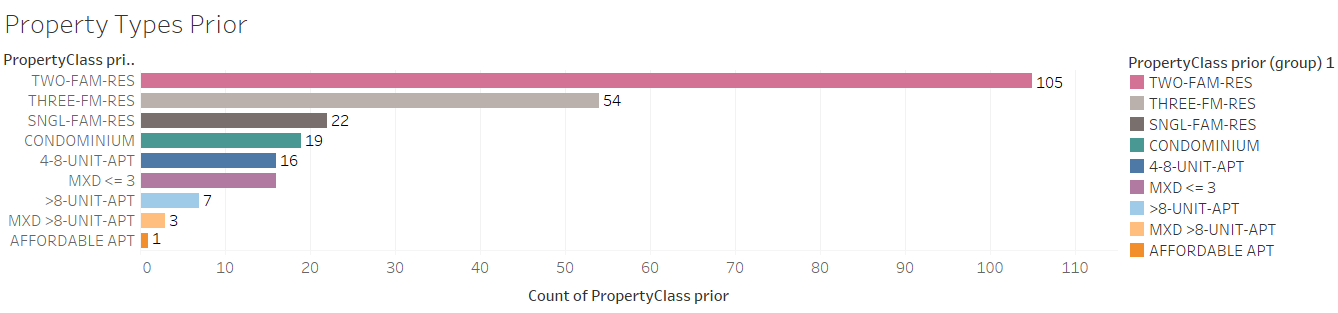 Property Types Prior
PropertyClass pri..
TWO-FAM-RES 105
THREE-FM-RES 54
SNGL-FAM-RES 22
CONDOMINIUM 19
4-8-UNIT-APT 16
MXD <= 3
>8-UNIT-APT 7
MXD >8-UNIT-APT 3
AFFORDABLE APT 1
0 10 20 30 40 50 60 70 80 90 100 110
Count of PropertyClass prior
PropertyClass prior (group) 1
TWO-FAM-RES
THREE-FM-RES
SNGL-FAM-RES
CONDOMINIUM
4-8-UNIT-APT
MXD <= 3
>8-UNIT-APT
MXD >8-UNIT-APT
AFFORDABLE APT